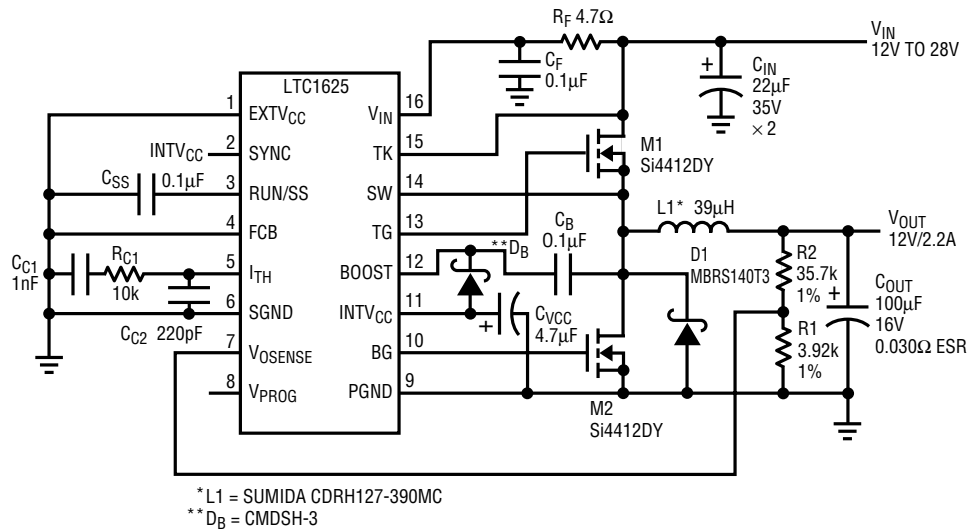 R_F 4.7Ω
V_IN
12V TO 28V
C_F
0.1µF
+
C_IN
22µF
35V
× 2
LTC1625
1
EXTV_CC
V_IN
16
2
SYNC
TK
15
INTV_CC
M1
Si4412DY
C_SS
0.1µF
3
RUN/SS
SW
14
L1* 39µH
V_OUT
12V/2.2A
4
FCB
TG
13
C_B
0.1µF
**D_B
D1
MBRS140T3
R2
35.7k
1%
C_C1
1nF
R_C1
10k
5
I_TH
BOOST
12
+
C_OUT
100µF
16V
0.030Ω ESR
6
SGND
INTV_CC
11
+
C_VCC
4.7µF
R1
3.92k
1%
C_C2 220pF
7
V_OSENSE
BG
10
8
V_PROG
PGND
9
M2
Si4412DY
*L1 = SUMIDA CDRH127-390MC
**D_B = CMDSH-3